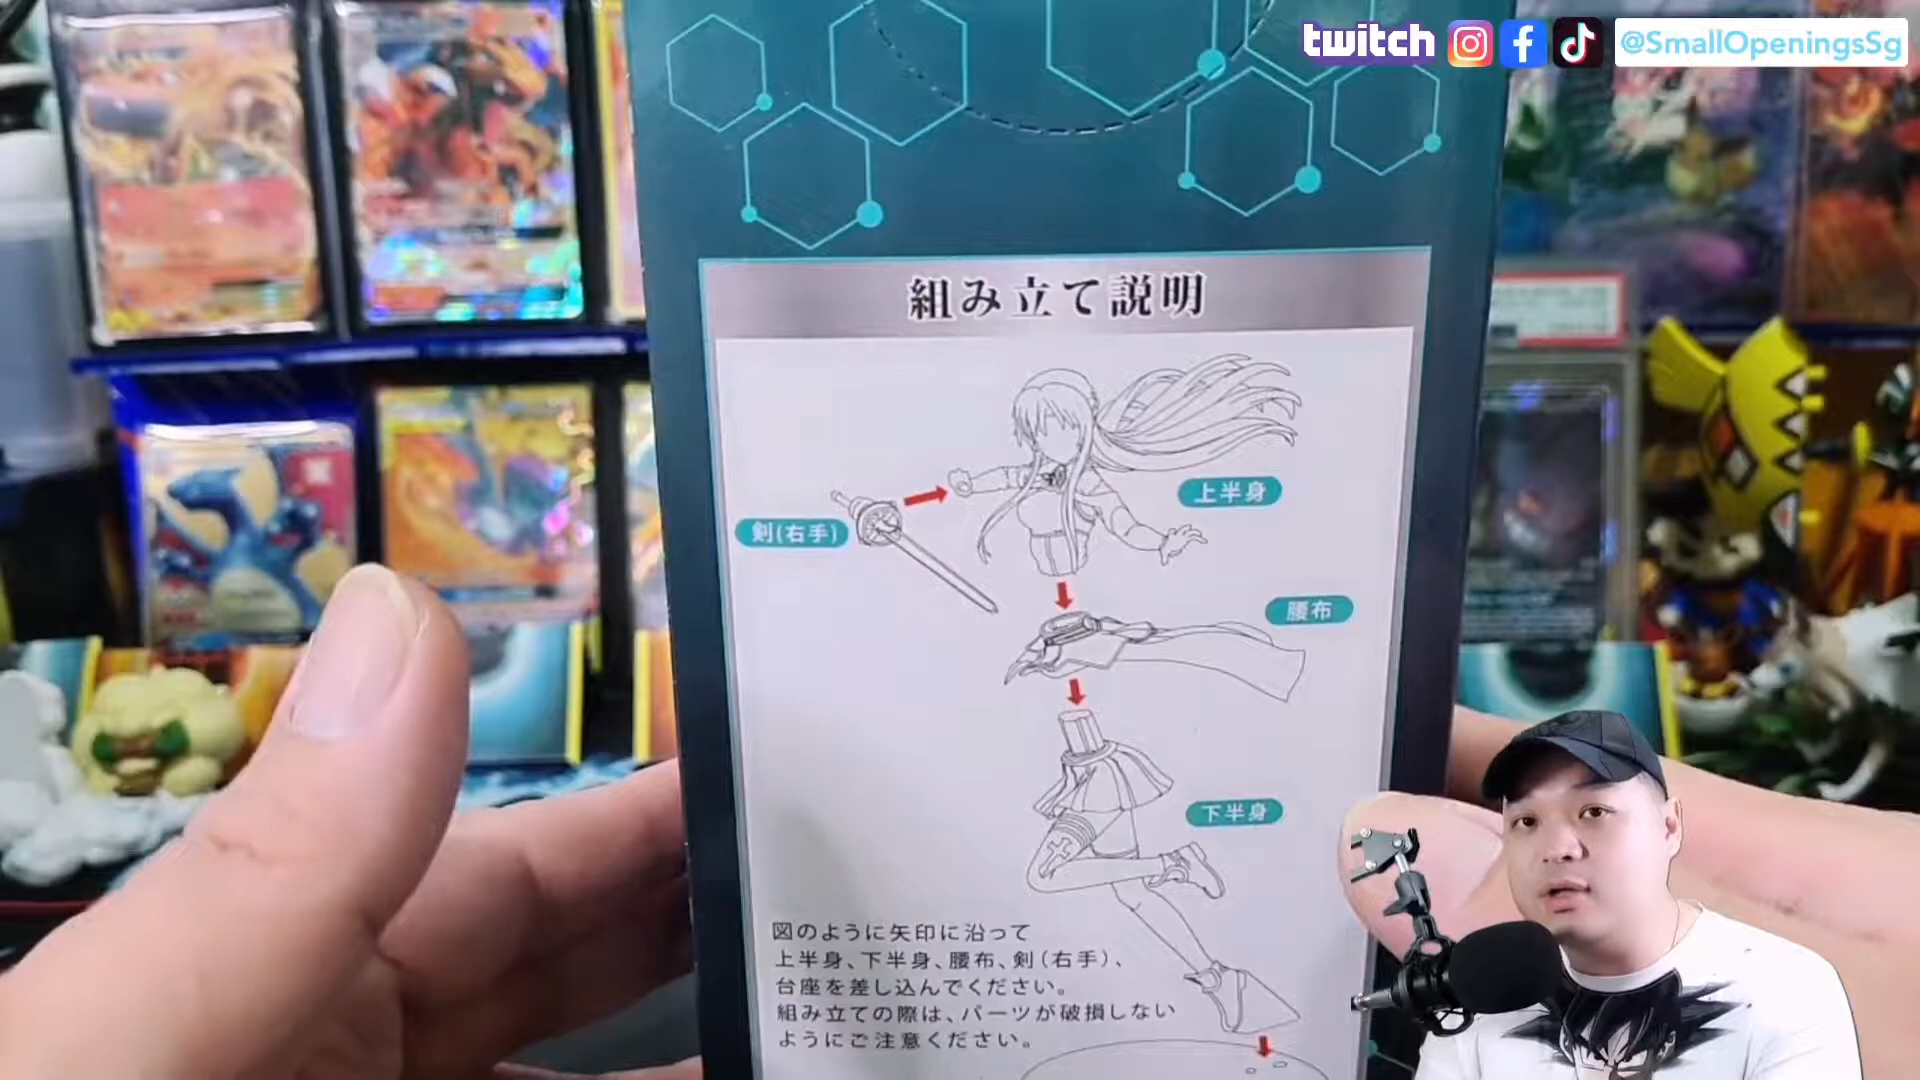 twitch
@SmallOpeningsSg
組み立て説明
上半身
剣(右手)
腰布
下半身
図のように矢印に沿って
上半身、下半身、腰布、剣(右手)、
台座を差し込んでください。
組み立ての際は、パーツが破損しない
ようにご注意ください。